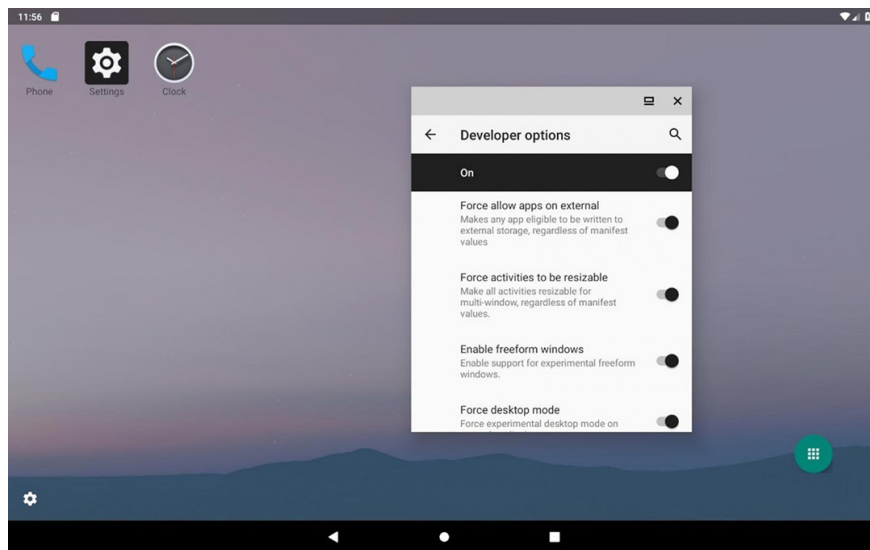 11:56
Phone
Settings
Clock
Developer options
On
Force allow apps on external
Makes any app eligible to be written to
external storage, regardless of manifest
values
Force activities to be resizable
Make all activities resizable for
multi-window, regardless of manifest
values.
Enable freeform windows
Enable support for experimental freeform
windows.
Force desktop mode
Force experimental desktop mode on